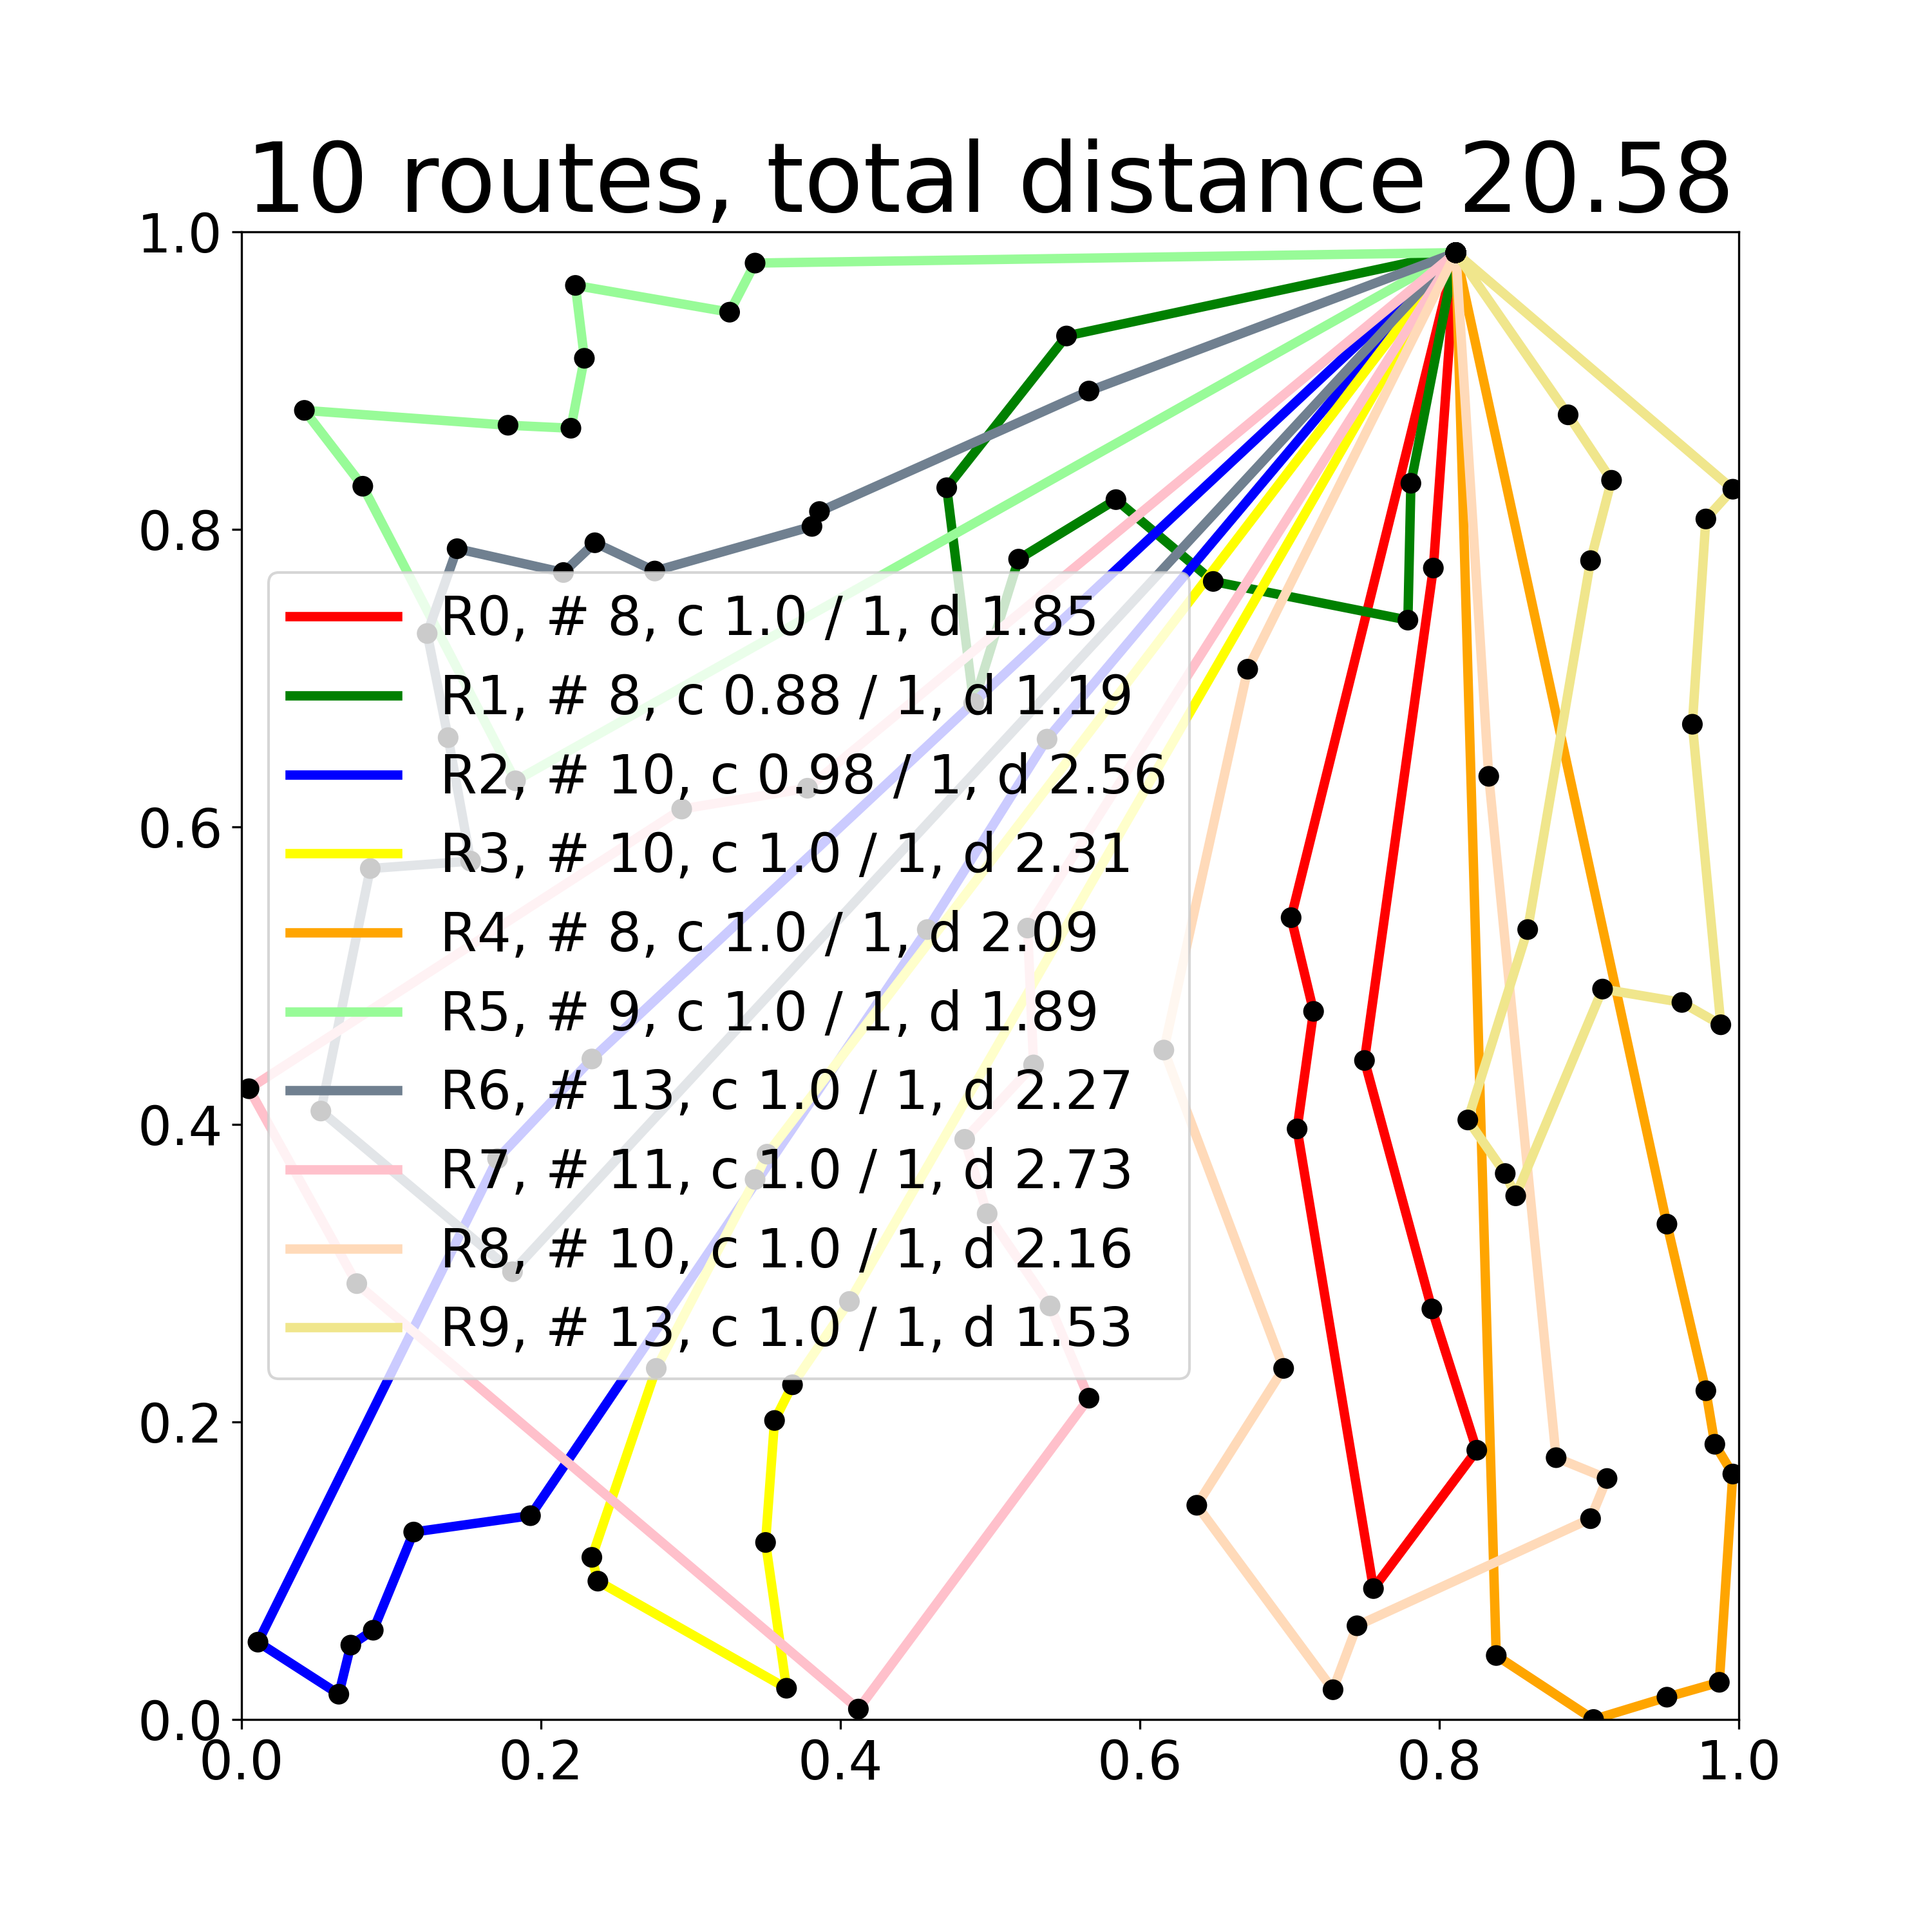 10 routes, total distance 20.58
1.0
0.8
0.6
0.4
0.2
0.0
R0, # 8, c 1.0 / 1, d 1.85
R1, # 8, c 0.88 / 1, d 1.19
R2, # 10, c 0.98 / 1, d 2.56
R3, # 10, c 1.0 / 1, d 2.31
R4, # 8, c 1.0 / 1, d 2.09
R5, # 9, c 1.0 / 1, d 1.89
R6, # 13, c 1.0 / 1, d 2.27
R7, # 11, c 1.0 / 1, d 2.73
R8, # 10, c 1.0 / 1, d 2.16
R9, # 13, c 1.0 / 1, d 1.53
0.0 0.2 0.4 0.6 0.8 1.0